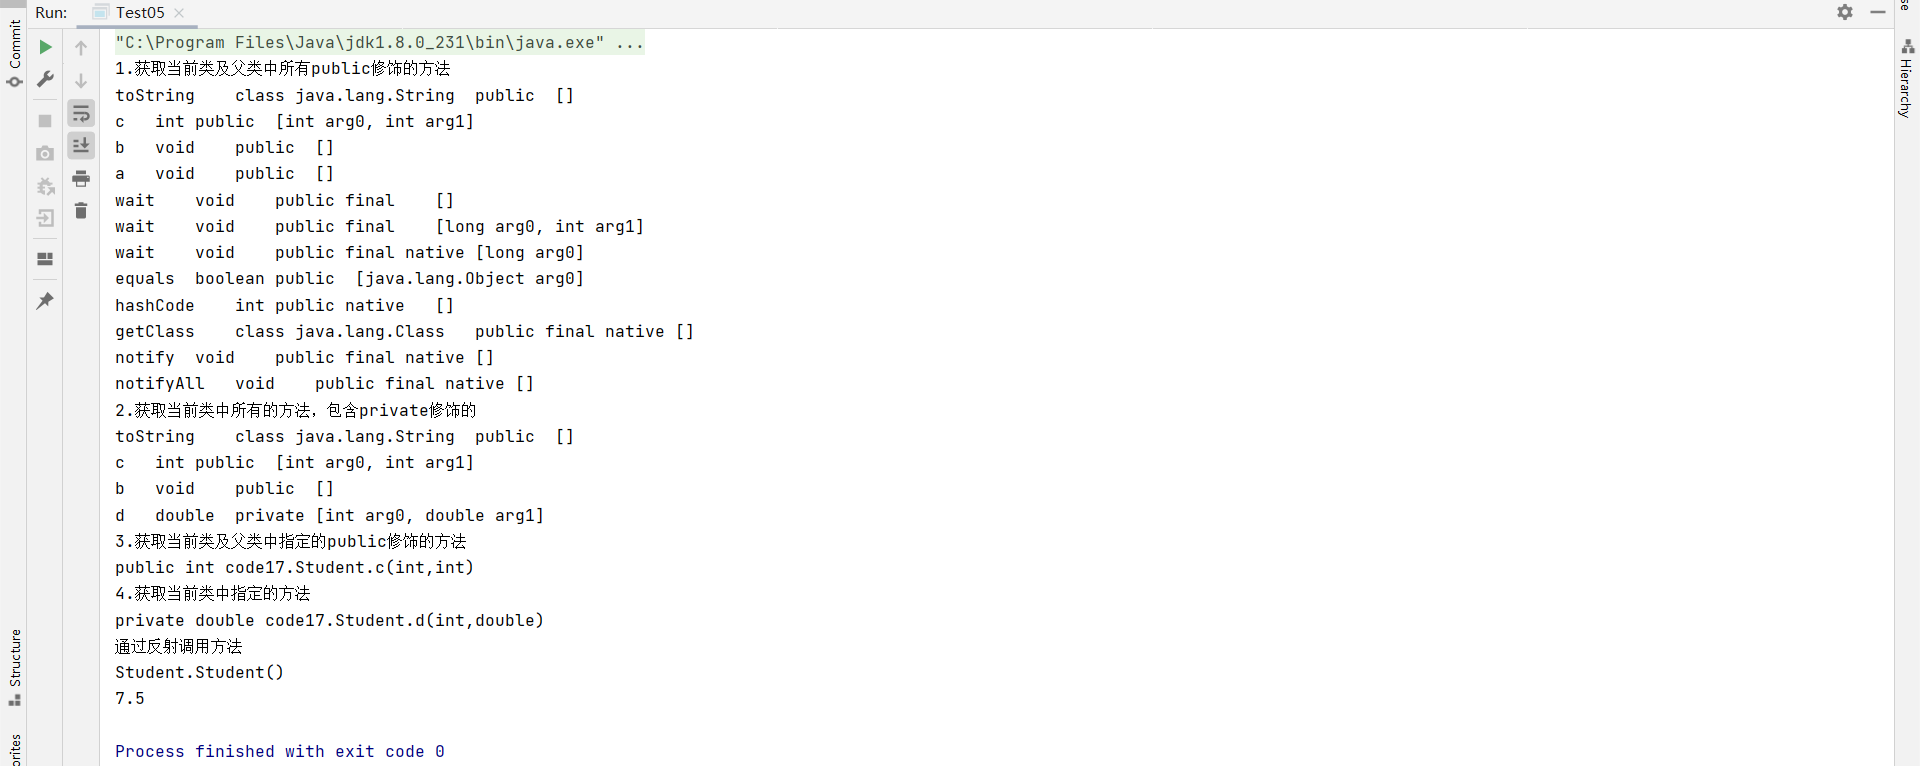 Run: Test05
Commit
Hierarchy
"C:\Program Files\Java\jdk1.8.0_231\bin\java.exe" ...
1.获取当前类及父类中所有public修饰的方法
toString    class java.lang.String  public  []
c   int public  [int arg0, int arg1]
b   void    public  []
a   void    public  []
wait    void    public final    []
wait    void    public final    [long arg0, int arg1]
wait    void    public final native [long arg0]
equals  boolean public  [java.lang.Object arg0]
hashCode    int public native   []
getClass    class java.lang.Class   public final native []
notify  void    public final native []
notifyAll   void    public final native []
2.获取当前类中所有的方法，包含private修饰的
toString    class java.lang.String  public  []
c   int public  [int arg0, int arg1]
b   void    public  []
d   double  private [int arg0, double arg1]
3.获取当前类及父类中指定的public修饰的方法
public int code17.Student.c(int,int)
4.获取当前类中指定的方法
private double code17.Student.d(int,double)
通过反射调用方法
Student.Student()
7.5
Process finished with exit code 0
Structure